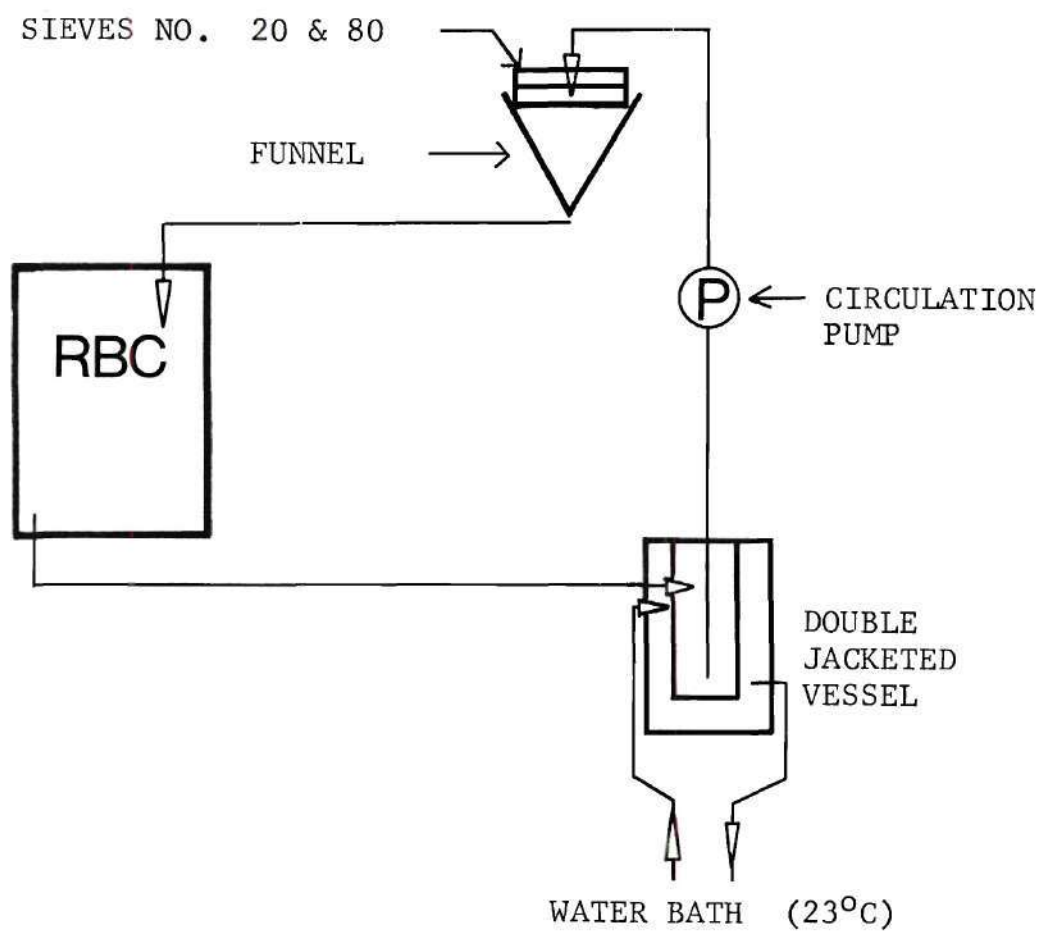 SIEVES NO. 20 & 80
FUNNEL
RBC
P
CIRCULATION
PUMP
DOUBLE
JACKETED
VESSEL
WATER BATH (23°C)